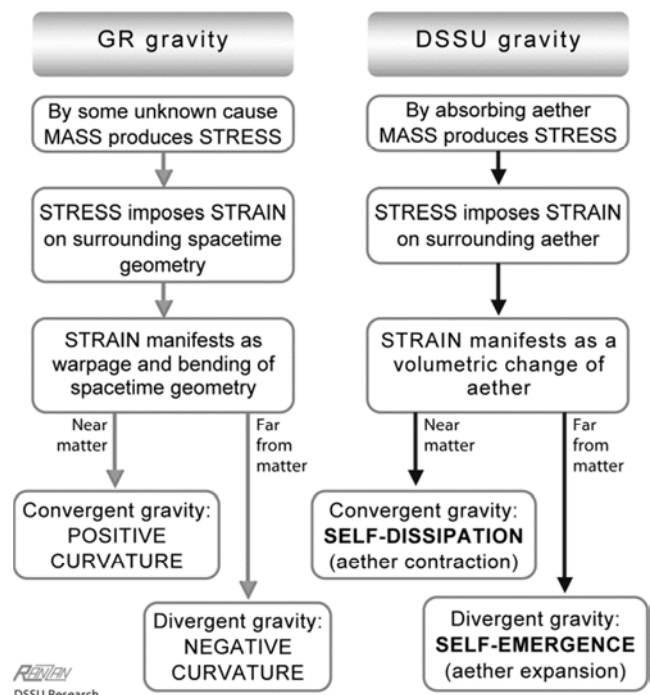 GR gravity
By some unknown cause
MASS produces STRESS
STRESS imposes STRAIN
on surrounding spacetime
geometry
STRAIN manifests as
warpage and bending of
spacetime geometry
Near
matter
Far
from
matter
Convergent gravity:
POSITIVE
CURVATURE
Divergent gravity:
NEGATIVE
CURVATURE
DSSU gravity
By absorbing aether
MASS produces STRESS
STRESS imposes STRAIN
on surrounding aether
STRAIN manifests as a
volumetric change of
aether
Near
matter
Far
from
matter
Convergent gravity:
SELF-DISSIPATION
(aether contraction)
Divergent gravity:
SELF-EMERGENCE
(aether expansion)
RANZAN
DSSU Research